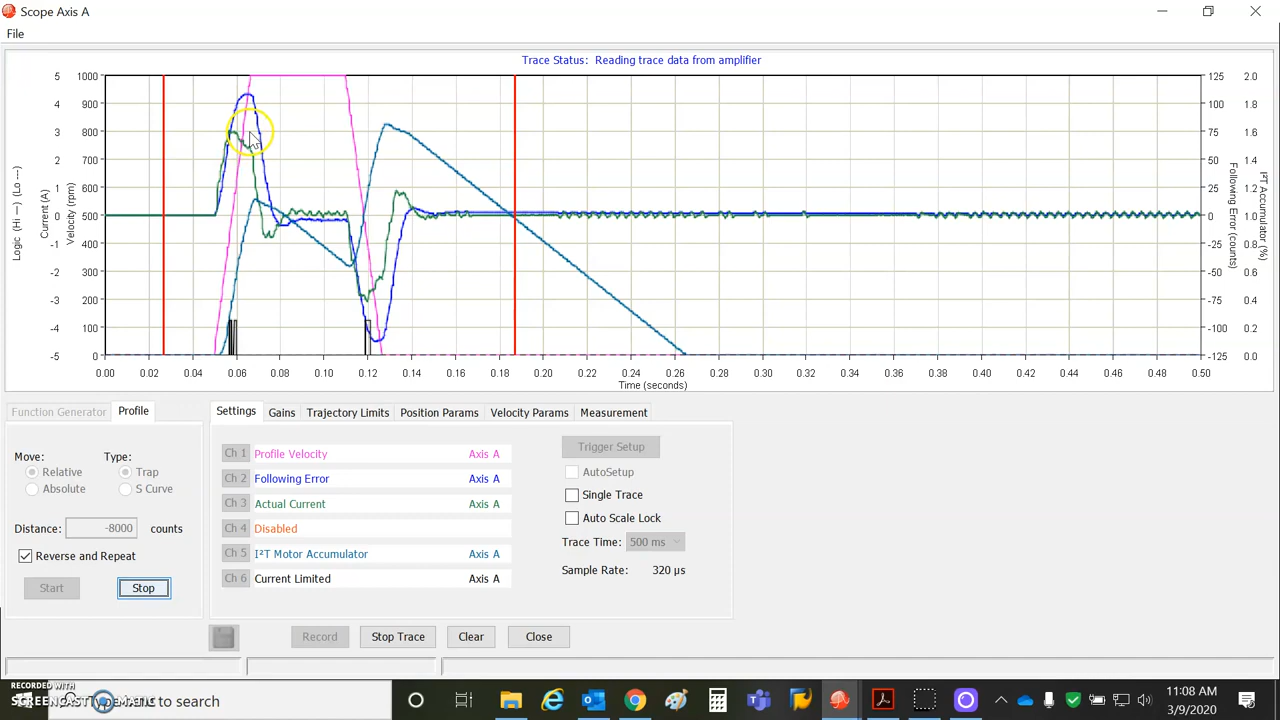 Scope Axis A
File
Trace Status: Reading trace data from amplifier
5 1000 125 2.0
4 900 100 1.8
3 800 75 1.6
2 700 50 1.4
1 600 25 1.2
0 500 0 1.0
-1 400 -25 0.8
-2 300 -50 0.6
-3 200 -75 0.4
-4 100 -100 0.2
-5 0 -125 0.0
Logic (Hi —) (Lo ---)
Current (A)
Velocity (rpm)
Following Error (counts)
I²T Accumulator (%)
0.00 0.02 0.04 0.06 0.08 0.10 0.12 0.14 0.16 0.18 0.20 0.22 0.24 0.26 0.28 0.30 0.32 0.34 0.36 0.38 0.40 0.42 0.44 0.46 0.48 0.50
Time (seconds)
Function Generator Profile
Move: Type:
Relative Trap
Absolute S Curve
Distance: -8000 counts
Reverse and Repeat
Start Stop
Settings Gains Trajectory Limits Position Params Velocity Params Measurement
Ch 1 Profile Velocity Axis A
Ch 2 Following Error Axis A
Ch 3 Actual Current Axis A
Ch 4 Disabled
Ch 5 I²T Motor Accumulator Axis A
Ch 6 Current Limited Axis A
Trigger Setup
AutoSetup
Single Trace
Auto Scale Lock
Trace Time: 500 ms
Sample Rate: 320 µs
Record Stop Trace Clear Close
RECORDED WITH
SCREENCAST-O-MATIC
Type here to search
11:08 AM
3/9/2020